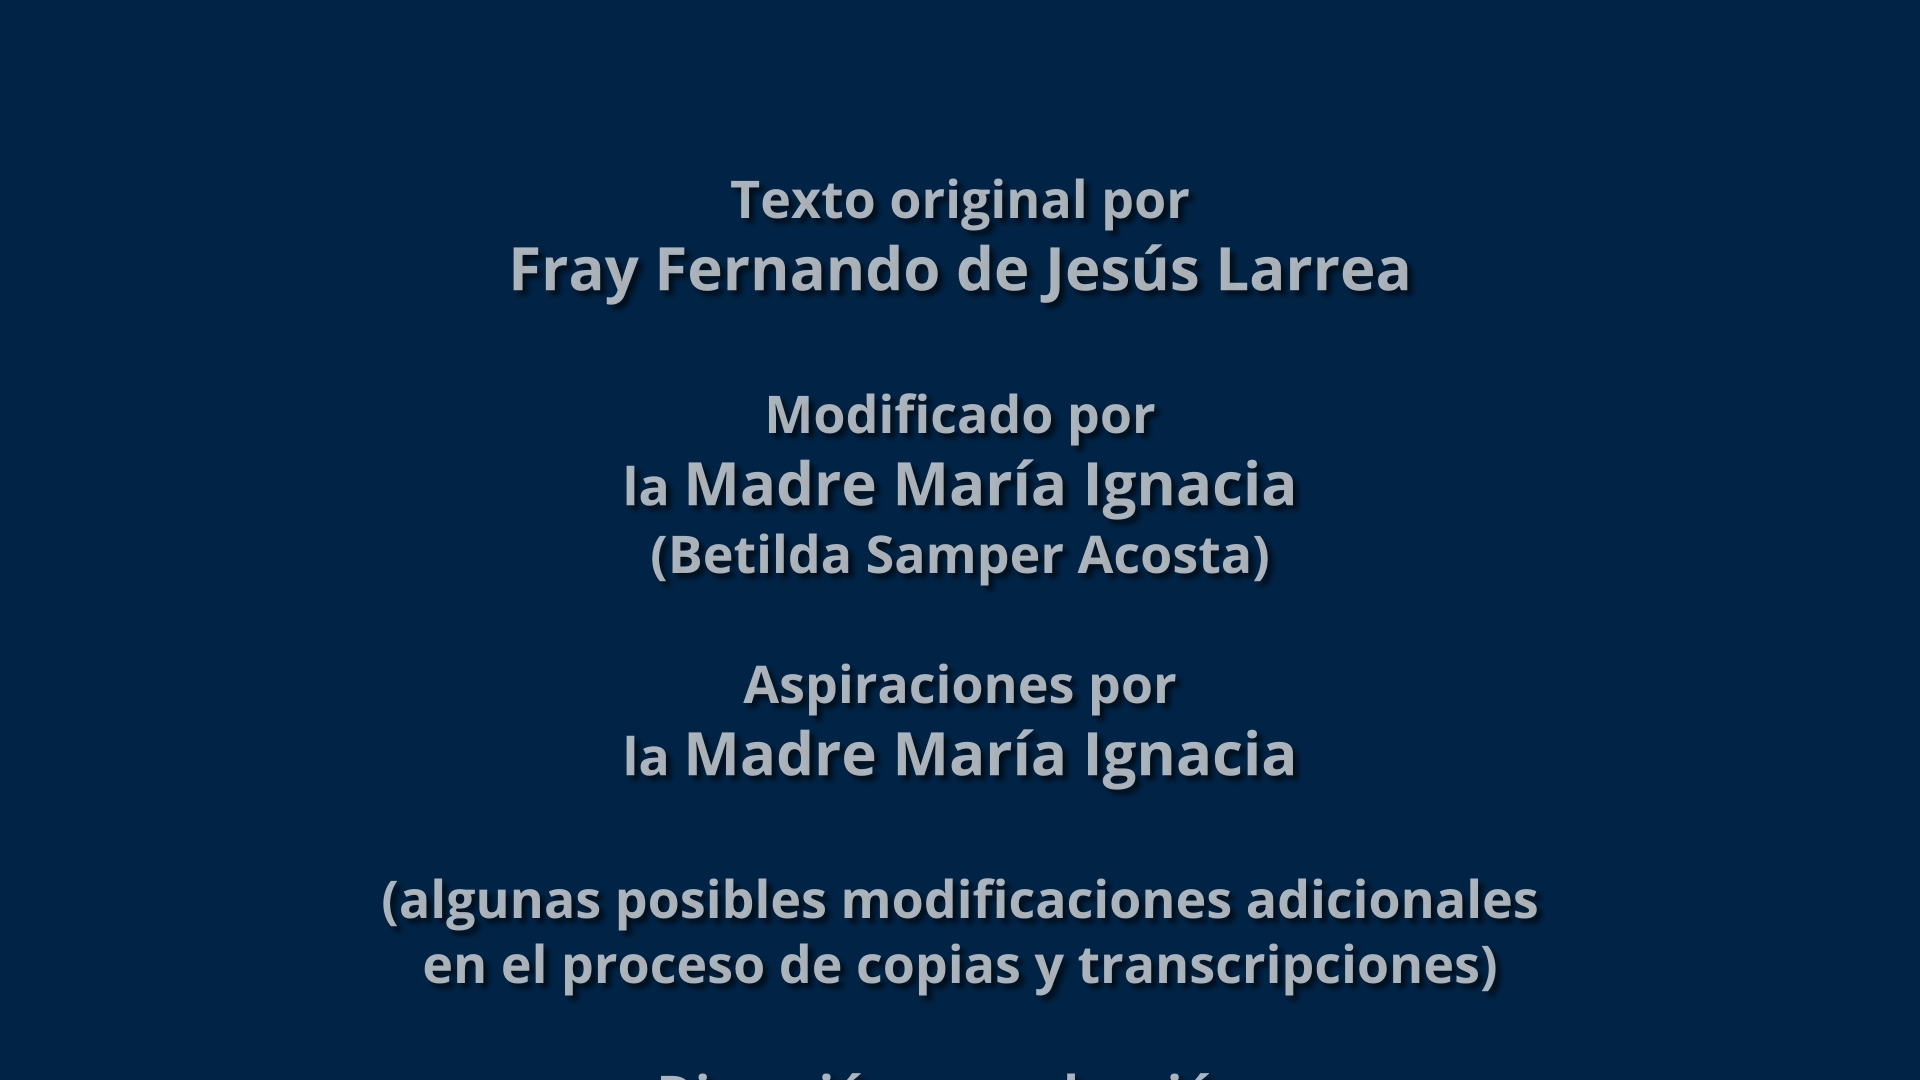 Texto original por
Fray Fernando de Jesús Larrea
Modificado por
la Madre María Ignacia
(Betilda Samper Acosta)
Aspiraciones por
la Madre María Ignacia
(algunas posibles modificaciones adicionales
en el proceso de copias y transcripciones)